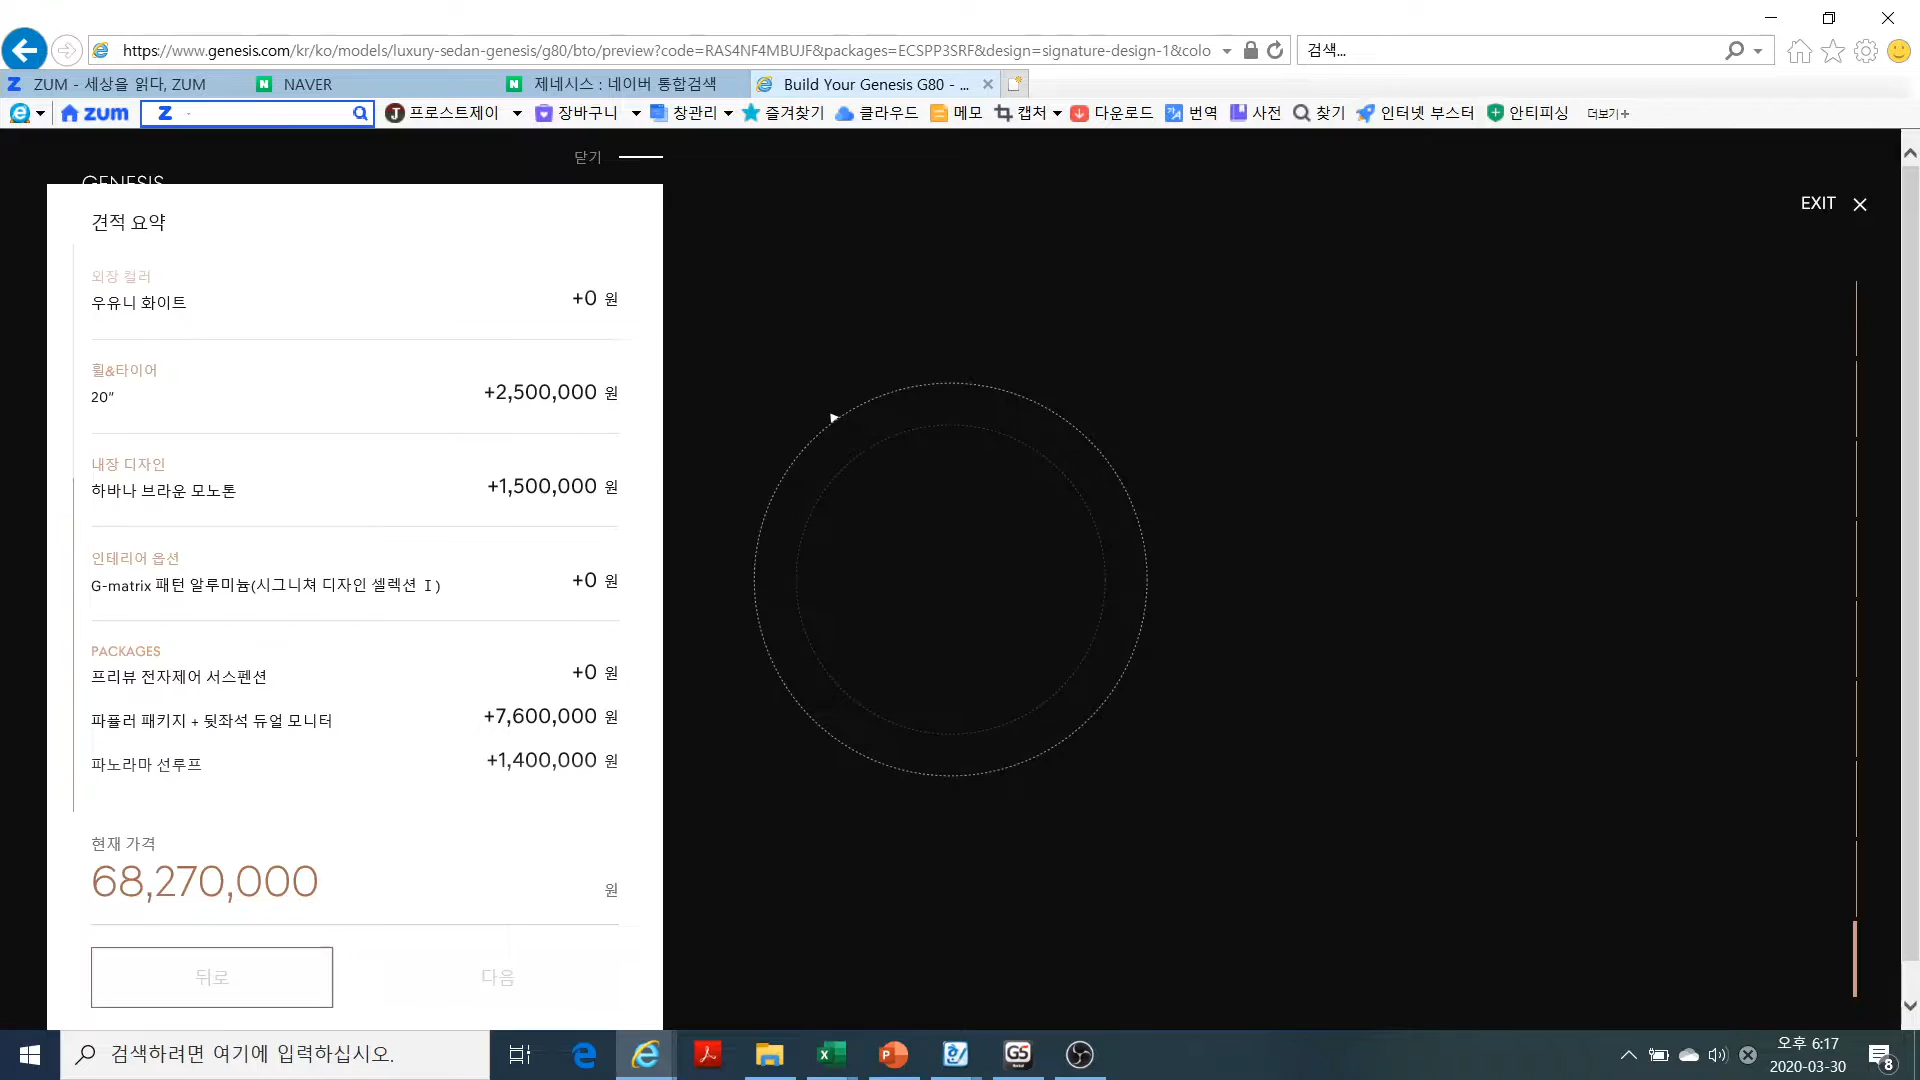 https://www.genesis.com/kr/ko/models/luxury-sedan-genesis/g80/bto/preview?code=RAS4NF4MBUJF&packages=ECSPP3SRF&design=signature-design-1&colo
검색...
ZUM - 세상을 읽다, ZUM
NAVER
제네시스 : 네이버 통합검색
Build Your Genesis G80 - ...
zum
프로스트제이
장바구니
창관리
즐겨찾기
클라우드
메모
캡처
다운로드
번역
사전
찾기
인터넷 부스터
안티피싱
더보기+
닫기
GENESIS
EXIT
견적 요약
외장 컬러
우유니 화이트
+0 원
휠&타이어
20"
+2,500,000 원
내장 디자인
하바나 브라운 모노톤
+1,500,000 원
인테리어 옵션
G-matrix 패턴 알루미늄(시그니쳐 디자인 셀렉션 Ⅰ)
+0 원
PACKAGES
프리뷰 전자제어 서스펜션
+0 원
파퓰러 패키지 + 뒷좌석 듀얼 모니터
+7,600,000 원
파노라마 선루프
+1,400,000 원
현재 가격
68,270,000
원
뒤로
다음
검색하려면 여기에 입력하십시오.
오후 6:17
2020-03-30
8